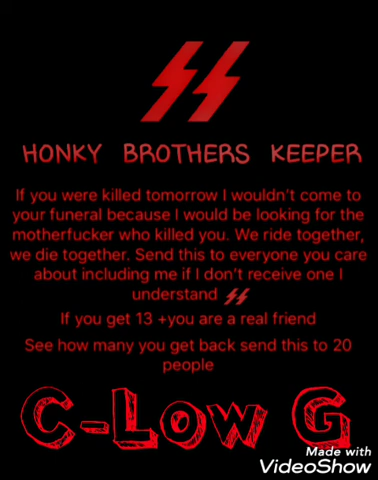 HONKY BROTHERS KEEPER
If you were killed tomorrow I wouldn't come to
your funeral because I would be looking for the
motherfucker who killed you. We ride together,
we die together. Send this to everyone you care
about including me if I don't receive one I
understand ⚡⚡
If you get 13 +you are a real friend
See how many you get back send this to 20
people
C-Low G
Made with
VideoShow